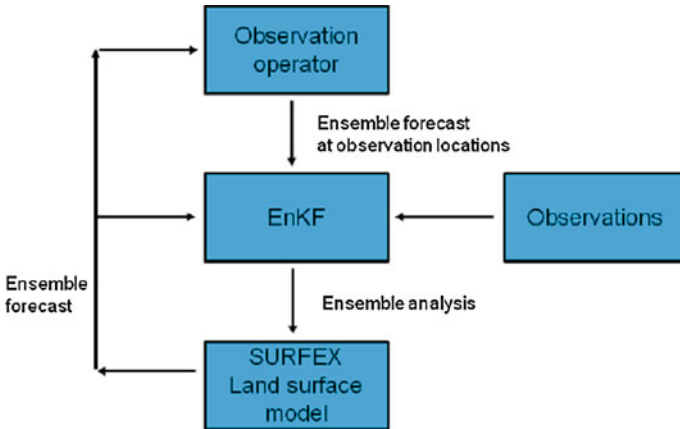 Observation
operator
Ensemble forecast
at observation locations
EnKF
Observations
Ensemble
forecast
Ensemble analysis
SURFEX
Land surface
model